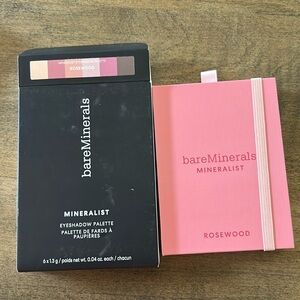 ROSEWOOD
bareMinerals
MINERALIST
EYESHADOW PALETTE
PALETTE DE FARDS À
PAUPIÈRES
6 x 1.3 g / poids net wt. 0.04 oz. each / chacun
bareMinerals
MINERALIST
ROSEWOOD